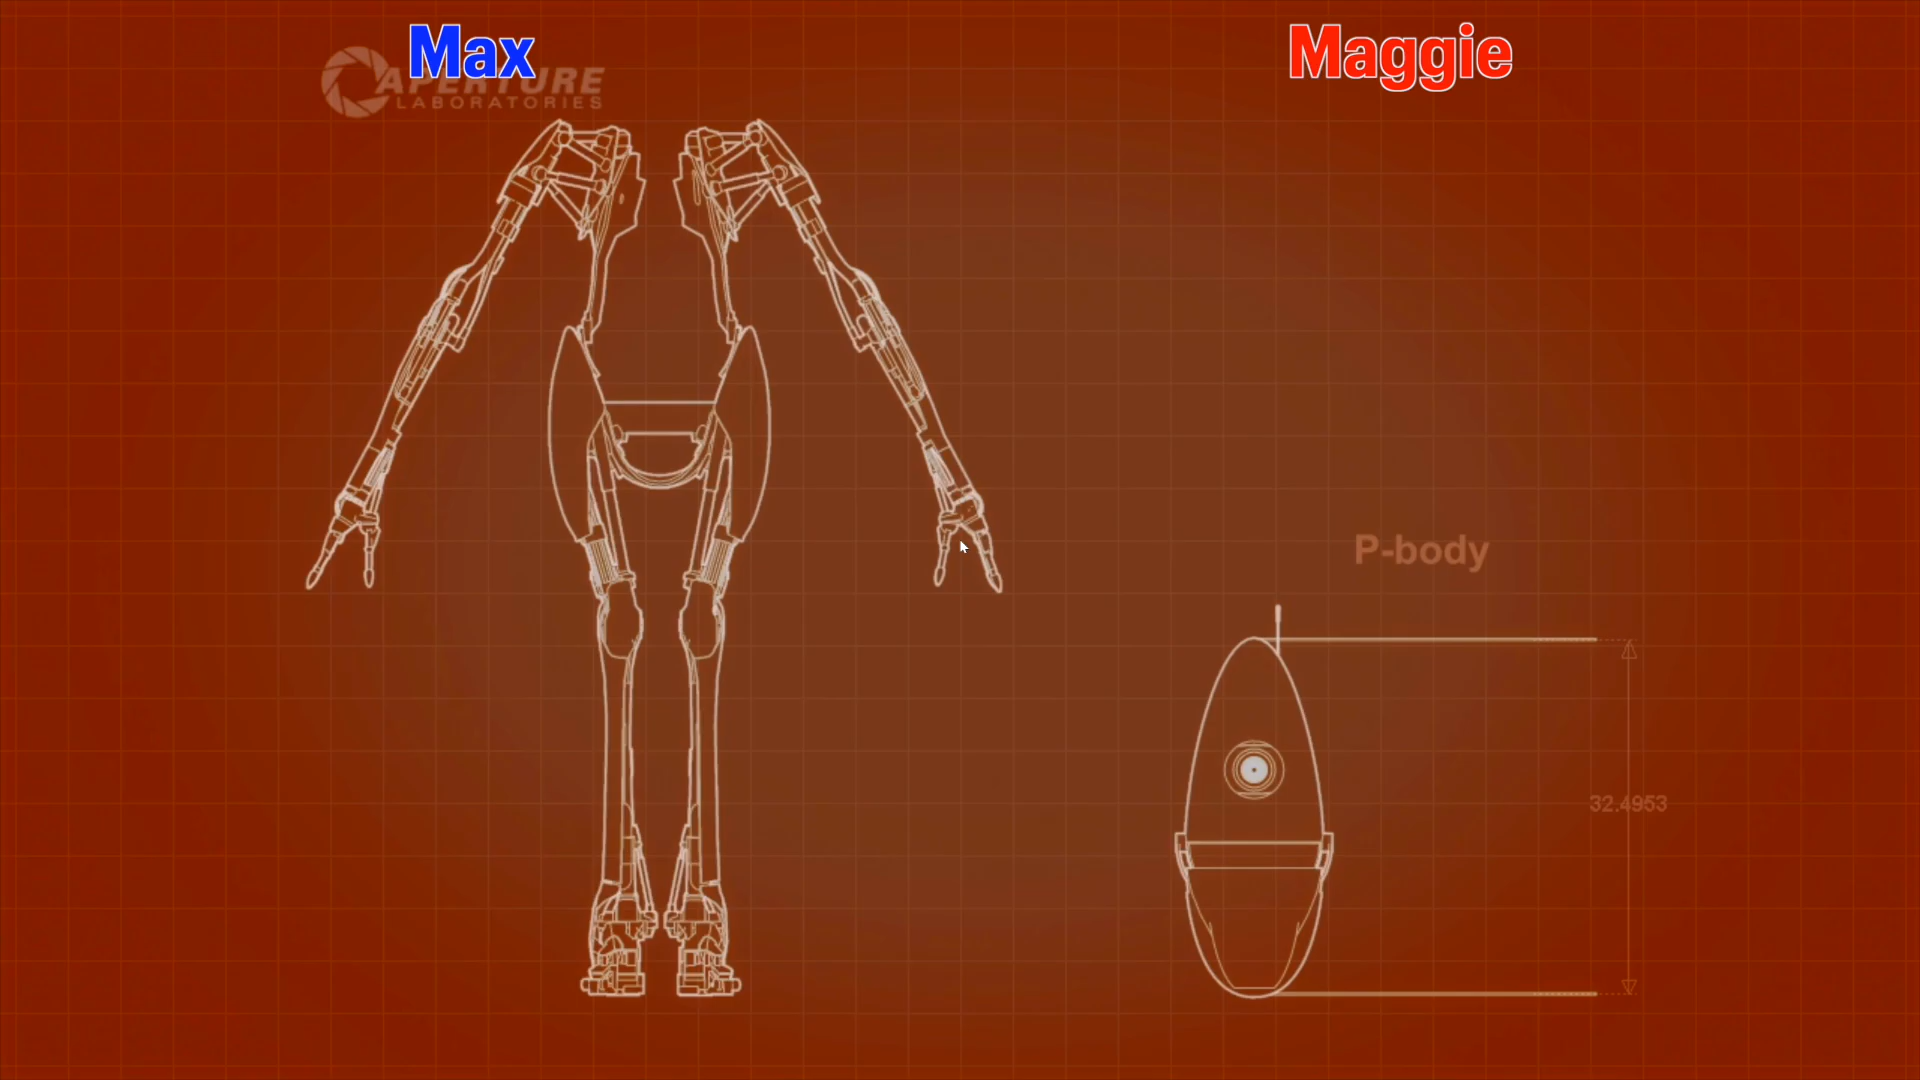 Max
Maggie
APERTURE
LABORATORIES
P-body
32.4953